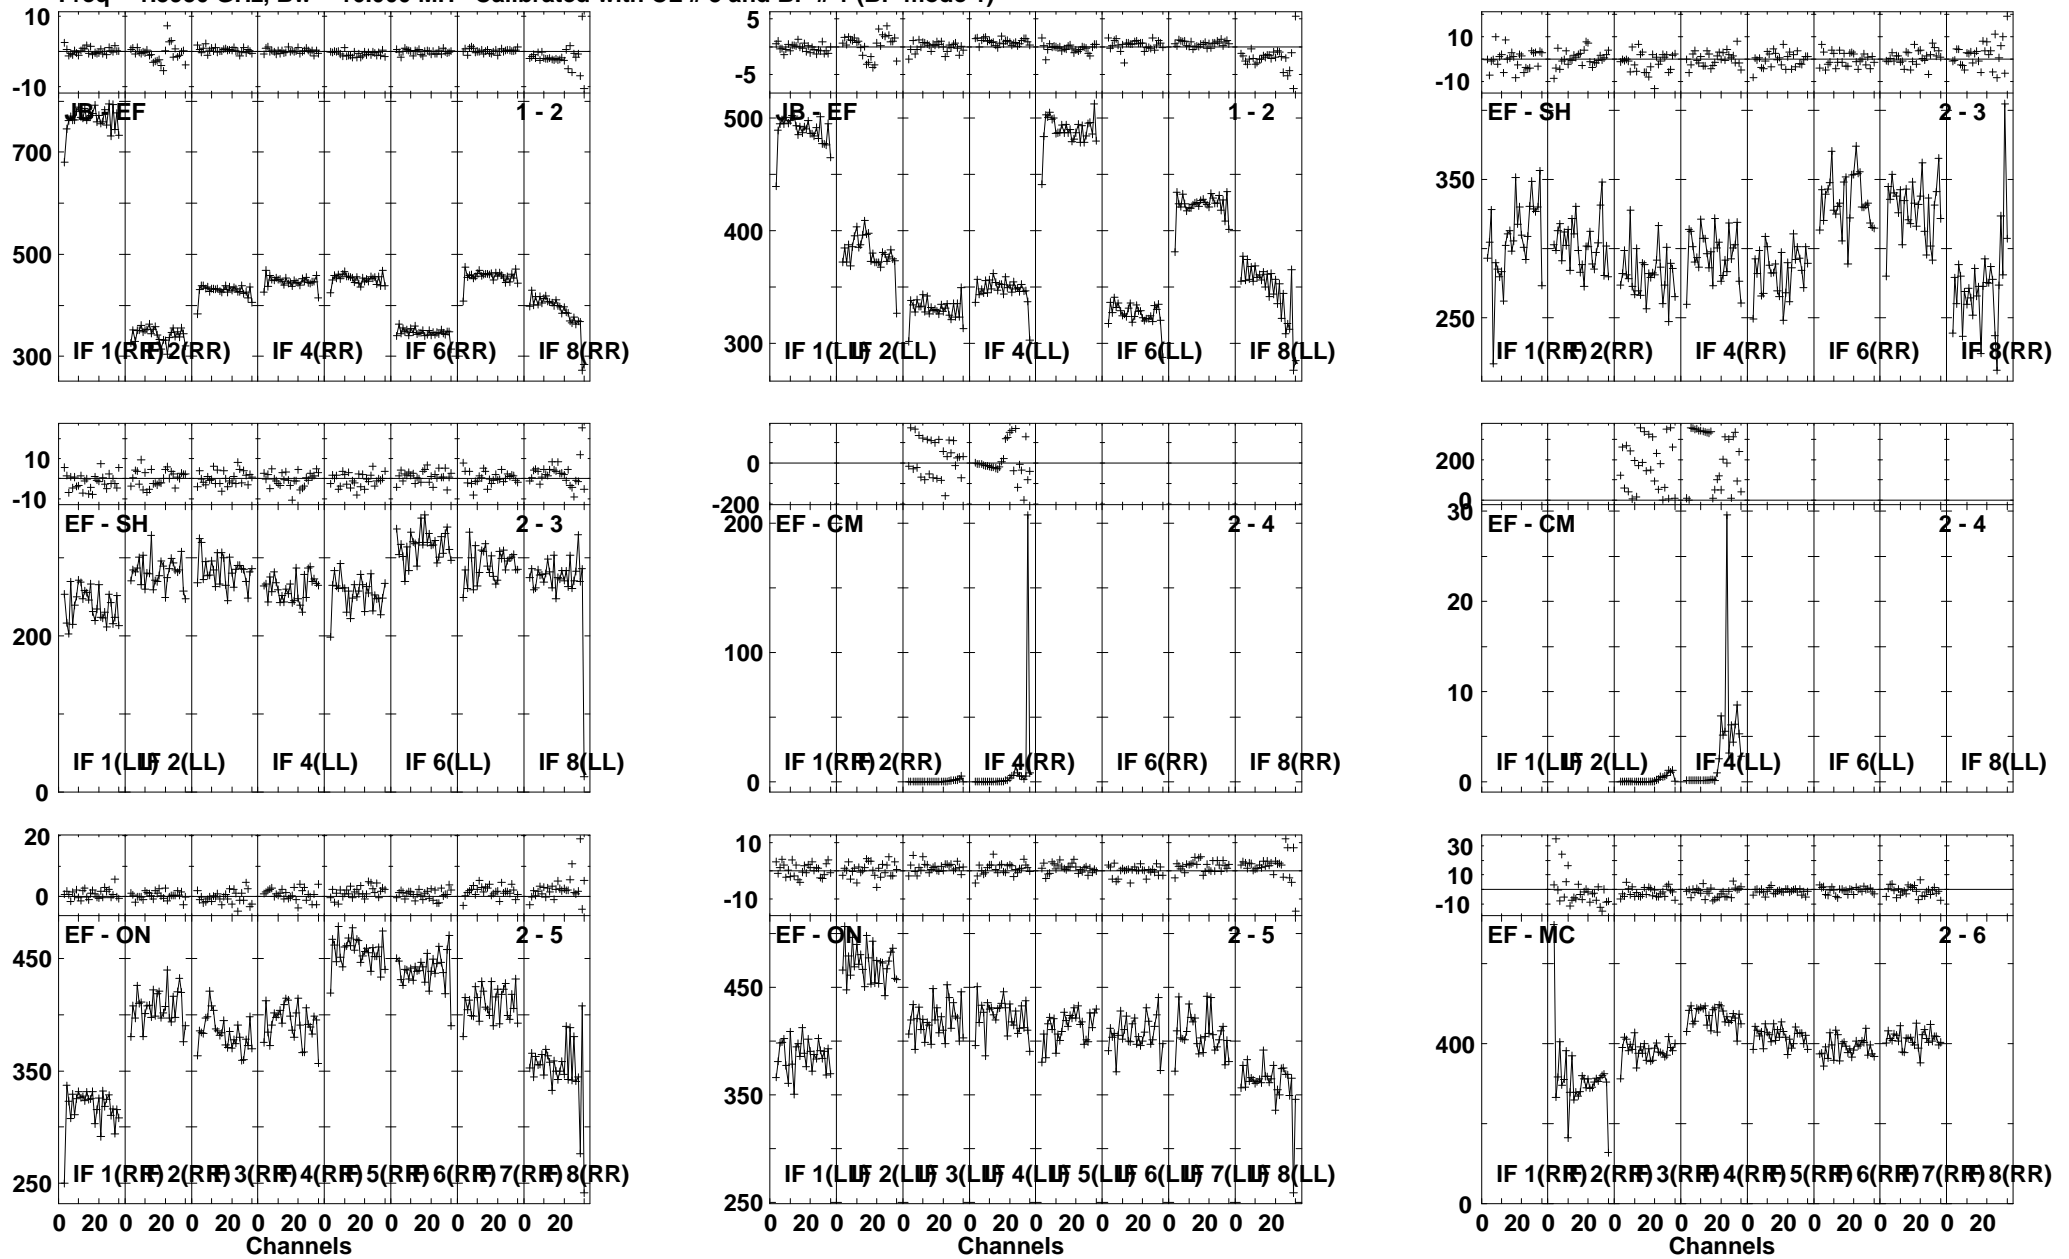 10
-10
JB - EF
1 - 2
700
500
300
IF 1(RR) IF 2(RR) IF 4(RR) IF 6(RR) IF 8(RR)
5
-5
JB - EF
1 - 2
500
400
300
IF 1(LL) IF 2(LL) IF 4(LL) IF 6(LL) IF 8(LL)
10
-10
EF - SH
2 - 3
350
250
IF 1(RR) IF 2(RR) IF 4(RR) IF 6(RR) IF 8(RR)
10
-10
EF - SH
2 - 3
200
0
IF 1(LL) IF 2(LL) IF 4(LL) IF 6(LL) IF 8(LL)
0
-200
EF - CM
2 - 4
200
100
0
IF 1(RR) IF 2(RR) IF 4(RR) IF 6(RR) IF 8(RR)
200
0
EF - CM
2 - 4
30
20
10
0
IF 1(LL) IF 2(LL) IF 4(LL) IF 6(LL) IF 8(LL)
20
0
EF - ON
2 - 5
450
350
250
IF 1(RR) IF 2(RR) IF 3(RR) IF 4(RR) IF 5(RR) IF 6(RR) IF 7(RR) IF 8(RR)
0 20 0 20 0 20 0 20 0 20 0 20 0 20 0 20
Channels
10
-10
EF - ON
2 - 5
450
350
250
IF 1(LL) IF 2(LL) IF 3(LL) IF 4(LL) IF 5(LL) IF 6(LL) IF 7(LL) IF 8(LL)
0 20 0 20 0 20 0 20 0 20 0 20 0 20 0 20
Channels
30
10
-10
EF - MC
2 - 6
400
0
IF 1(RR) IF 2(RR) IF 3(RR) IF 4(RR) IF 5(RR) IF 6(RR) IF 7(RR) IF 8(RR)
0 20 0 20 0 20 0 20 0 20 0 20 0 20 0 20
Channels